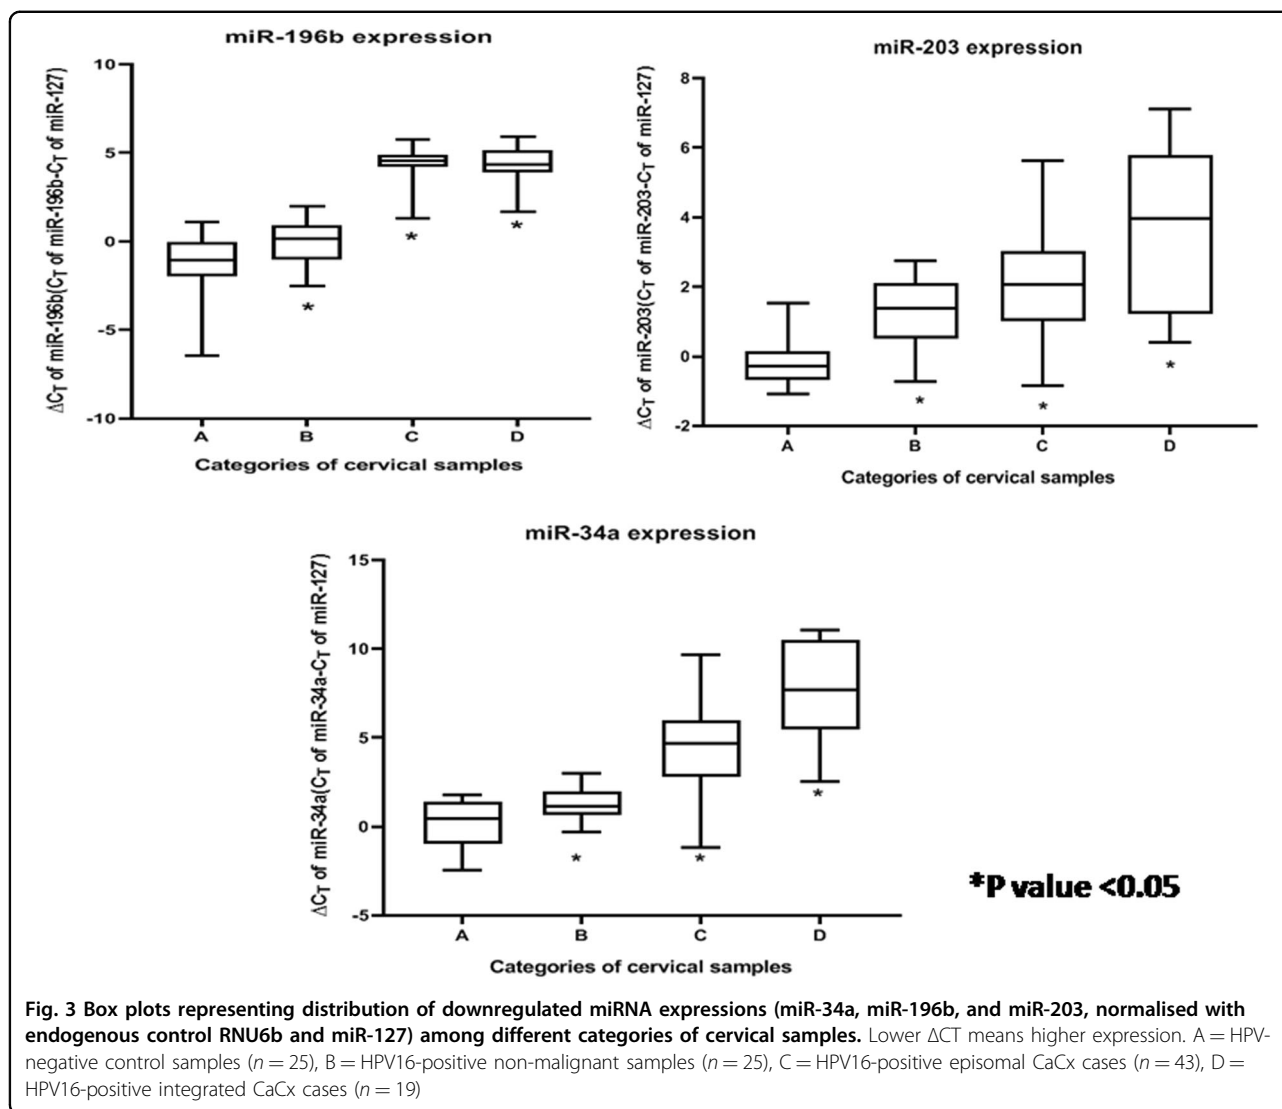 miR-196b expression
ΔCT of miR-196b(CT of miR-196b-CT of miR-127)
10
5
0
-5
-10
*
*
*
A B C D
Categories of cervical samples
miR-203 expression
ΔCT of miR-203(CT of miR-203-CT of miR-127)
8
6
4
2
0
-2
*
*
*
A B C D
Categories of cervical samples
miR-34a expression
ΔCT of miR-34a(CT of miR-34a-CT of miR-127)
15
10
5
0
-5
*
*
*
A B C D
Categories of cervical samples
*P value <0.05
Fig. 3 Box plots representing distribution of downregulated miRNA expressions (miR-34a, miR-196b, and miR-203, normalised with
endogenous control RNU6b and miR-127) among different categories of cervical samples. Lower ΔCT means higher expression. A = HPV-
negative control samples (n = 25), B = HPV16-positive non-malignant samples (n = 25), C = HPV16-positive episomal CaCx cases (n = 43), D =
HPV16-positive integrated CaCx cases (n = 19)